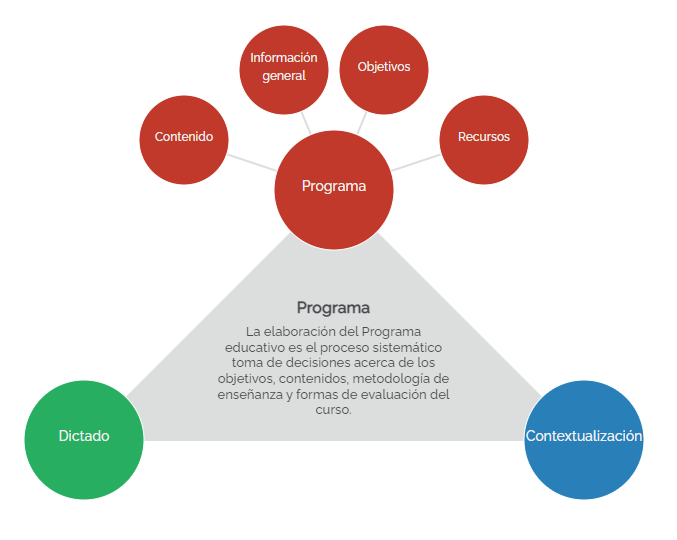 Información
general
Objetivos
Contenido
Recursos
Programa
Programa
La elaboración del Programa
educativo es el proceso sistemático
toma de decisiones acerca de los
objetivos, contenidos, metodología de
enseñanza y formas de evaluación del
curso.
Dictado
Contextualización